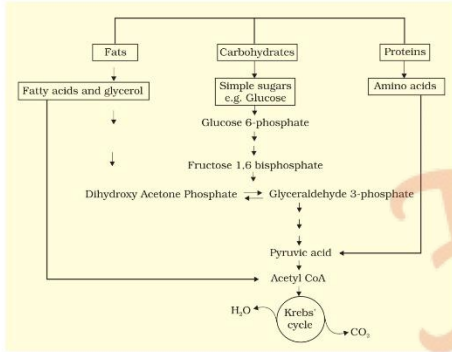 Fats
Carbohydrates
Proteins
Fatty acids and glycerol
Simple sugars
e.g. Glucose
Amino acids
Glucose 6-phosphate
Fructose 1,6 bisphosphate
Dihydroxy Acetone Phosphate
Glyceraldehyde 3-phosphate
Pyruvic acid
Acetyl CoA
H₂O
Krebs'
cycle
CO₂